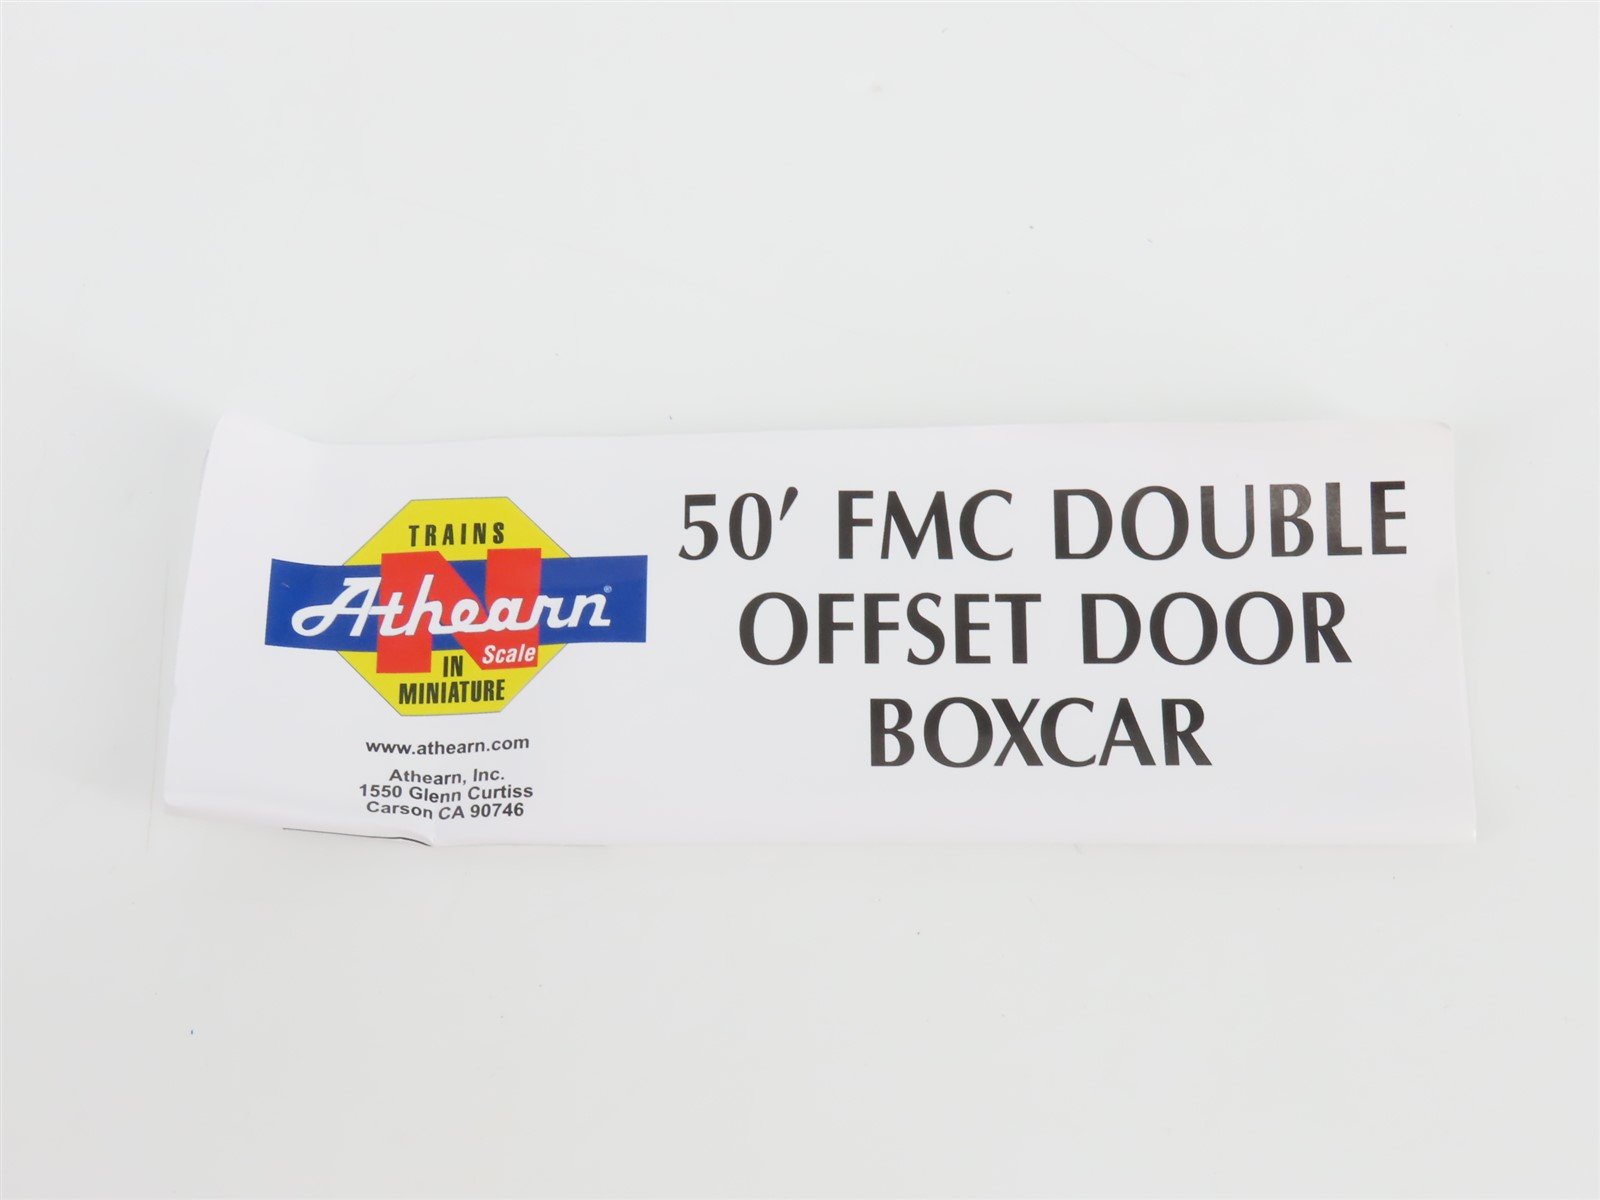 TRAINS
N
Athearn®
Scale
IN
MINIATURE
www.athearn.com
Athearn, Inc.
1550 Glenn Curtiss
Carson CA 90746
50′ FMC DOUBLE
OFFSET DOOR
BOXCAR